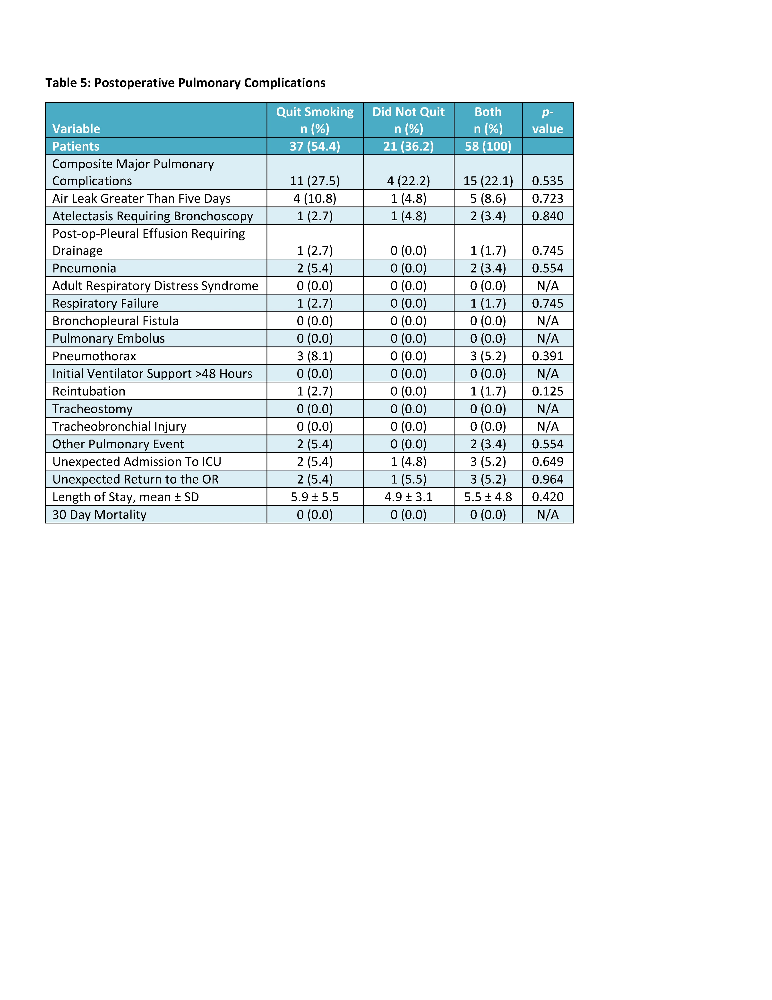 Table 5: Postoperative Pulmonary Complications
Quit Smoking Did Not Quit Both p-
Variable n (%) n (%) n (%) value
Patients 37 (54.4) 21 (36.2) 58 (100)
Composite Major Pulmonary
Complications 11 (27.5) 4 (22.2) 15 (22.1) 0.535
Air Leak Greater Than Five Days 4 (10.8) 1 (4.8) 5 (8.6) 0.723
Atelectasis Requiring Bronchoscopy 1 (2.7) 1 (4.8) 2 (3.4) 0.840
Post-op-Pleural Effusion Requiring
Drainage 1 (2.7) 0 (0.0) 1 (1.7) 0.745
Pneumonia 2 (5.4) 0 (0.0) 2 (3.4) 0.554
Adult Respiratory Distress Syndrome 0 (0.0) 0 (0.0) 0 (0.0) N/A
Respiratory Failure 1 (2.7) 0 (0.0) 1 (1.7) 0.745
Bronchopleural Fistula 0 (0.0) 0 (0.0) 0 (0.0) N/A
Pulmonary Embolus 0 (0.0) 0 (0.0) 0 (0.0) N/A
Pneumothorax 3 (8.1) 0 (0.0) 3 (5.2) 0.391
Initial Ventilator Support >48 Hours 0 (0.0) 0 (0.0) 0 (0.0) N/A
Reintubation 1 (2.7) 0 (0.0) 1 (1.7) 0.125
Tracheostomy 0 (0.0) 0 (0.0) 0 (0.0) N/A
Tracheobronchial Injury 0 (0.0) 0 (0.0) 0 (0.0) N/A
Other Pulmonary Event 2 (5.4) 0 (0.0) 2 (3.4) 0.554
Unexpected Admission To ICU 2 (5.4) 1 (4.8) 3 (5.2) 0.649
Unexpected Return to the OR 2 (5.4) 1 (5.5) 3 (5.2) 0.964
Length of Stay, mean ± SD 5.9 ± 5.5 4.9 ± 3.1 5.5 ± 4.8 0.420
30 Day Mortality 0 (0.0) 0 (0.0) 0 (0.0) N/A